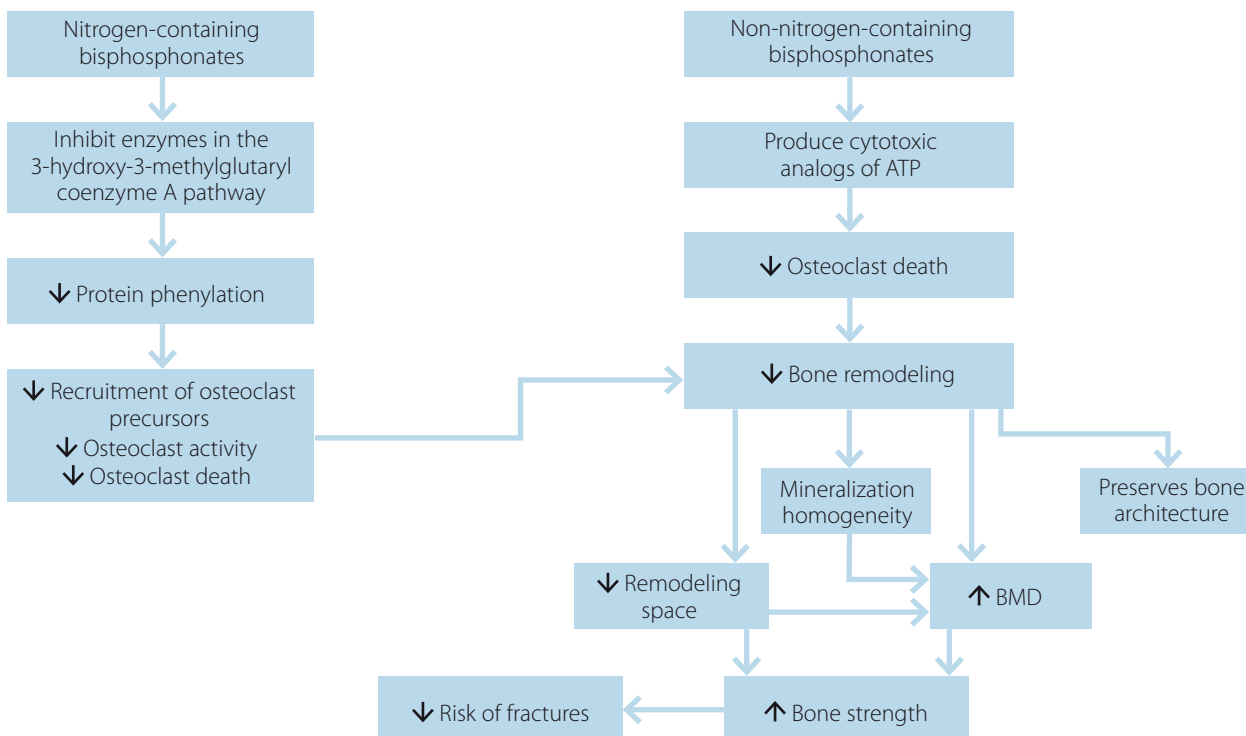 Nitrogen-containing
bisphosphonates
Inhibit enzymes in the
3-hydroxy-3-methylglutaryl
coenzyme A pathway
↓ Protein phenylation
↓ Recruitment of osteoclast
precursors
↓ Osteoclast activity
↓ Osteoclast death
Non-nitrogen-containing
bisphosphonates
Produce cytotoxic
analogs of ATP
↓ Osteoclast death
↓ Bone remodeling
Mineralization
homogeneity
Preserves bone
architecture
↓ Remodeling
space
↑ BMD
↓ Risk of fractures
↑ Bone strength